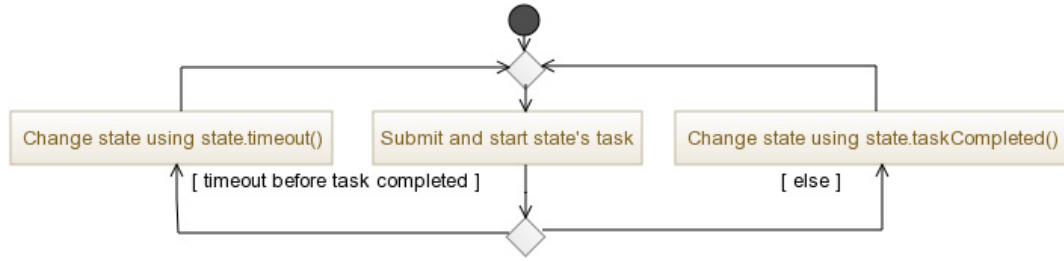 Change state using state.timeout()
Submit and start state's task
Change state using state.taskCompleted()
[ timeout before task completed ]
[ else ]